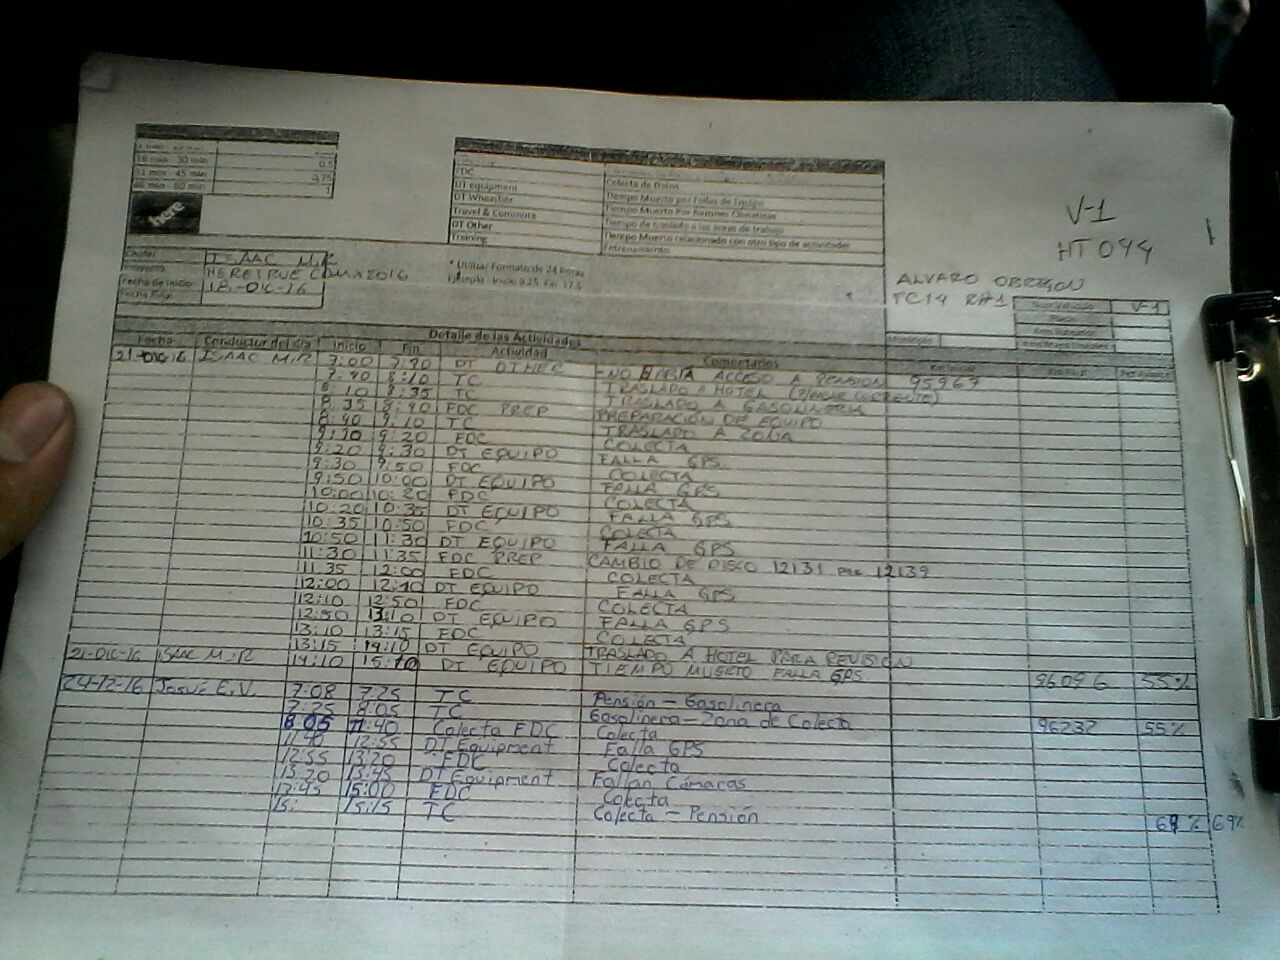 16 min 30 min 0.5
31 min 45 min 0.75
46 min 60 min 1
here
FDC Colecta de Datos
DT equipment Tiempo Muerto por Fallas de Equipo
DT Wheather Tiempo Muerto Por Razones Climaticas
Travel & Commute Tiempo de traslado a las areas de trabajo
DT Other Tiempo Muerto relacionado con otro tipo de actividades
Training Entrenamiento
V-1
HT 094
Chofer ISAAC M.R
HERETRUE CDMX2016
Fecha de Inicio 18-DIC-16
Fecha Final
* Utilizar Formato de 24 horas
Ejemplo: Inicio 9.25 Fin 17.5
ALVARO OBREGON
TC14 RH1
V-1
Detalle de las Actividades
Fecha Conductor del dia Inicio Fin Actividad Comentarios
21-DIC-16 ISAAC M.R 7:00 7:40 DT OTHER -NO HABIA ACCESO A PENSION 95969
7:40 8:10 TC TRASLADO A HOTEL
8:10 8:35 TC TRASLADO A GASOLINERA
8:35 8:40 FDC PREP PREPARACION DE EQUIPO
8:40 9:10 TC TRASLADO A ZONA
9:10 9:20 FDC COLECTA
9:20 9:30 DT EQUIPO FALLA GPS
9:30 9:50 FDC COLECTA
9:50 10:00 DT EQUIPO FALLA GPS
10:00 10:20 FDC COLECTA
10:20 10:35 DT EQUIPO FALLA GPS
10:35 10:50 FDC COLECTA
10:50 11:30 DT EQUIPO FALLA GPS
11:30 11:35 FDC PREP CAMBIO DE DISCO 12131 POR 12139
11:35 12:00 FDC COLECTA
12:00 12:10 DT EQUIPO FALLA GPS
12:10 12:50 FDC COLECTA
12:50 13:10 DT EQUIPO FALLA GPS
13:10 13:15 FDC COLECTA
13:15 14:10 DT EQUIPO TRASLADO A HOTEL PARA REVISION
21-DIC-16 ISAAC M.R 14:10 15:10 DT EQUIPO TIEMPO MUERTO FALLA GPS 96096 55%
24-12-16 Josué E.V. 7:08 7:25 TC Pensión - Gasolinera
7:25 8:05 TC Gasolinera - Zona de Colecta
8:05 11:40 Colecta FDC Colecta 96232 55%
11:40 12:55 DT Equipment Falla GPS
12:55 13:20 FDC Colecta
13:20 13:45 DT Equipment Fallan Cámaras
13:45 15:00 FDC Colecta
15: 15:15 TC Colecta - Pensión 69% 69%